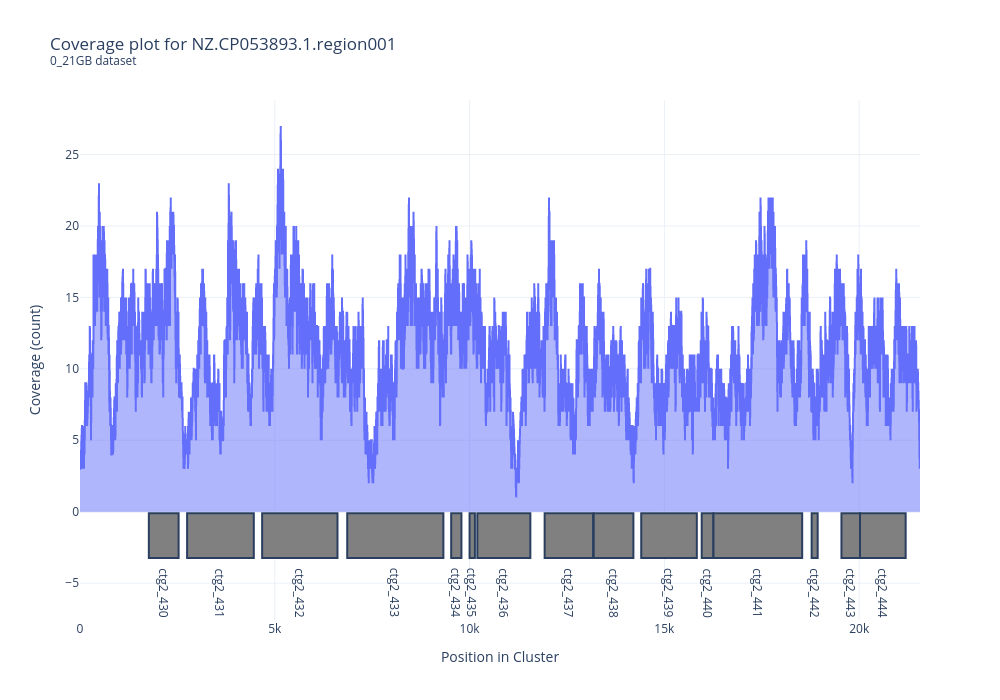 Coverage plot for NZ.CP053893.1.region001
0_21GB dataset
25
20
15
10
5
0
−5
Coverage (count)
ctg2_430
ctg2_431
ctg2_432
ctg2_433
ctg2_434
ctg2_435
ctg2_436
ctg2_437
ctg2_438
ctg2_439
ctg2_440
ctg2_441
ctg2_442
ctg2_443
ctg2_444
0
5k
10k
15k
20k
Position in Cluster